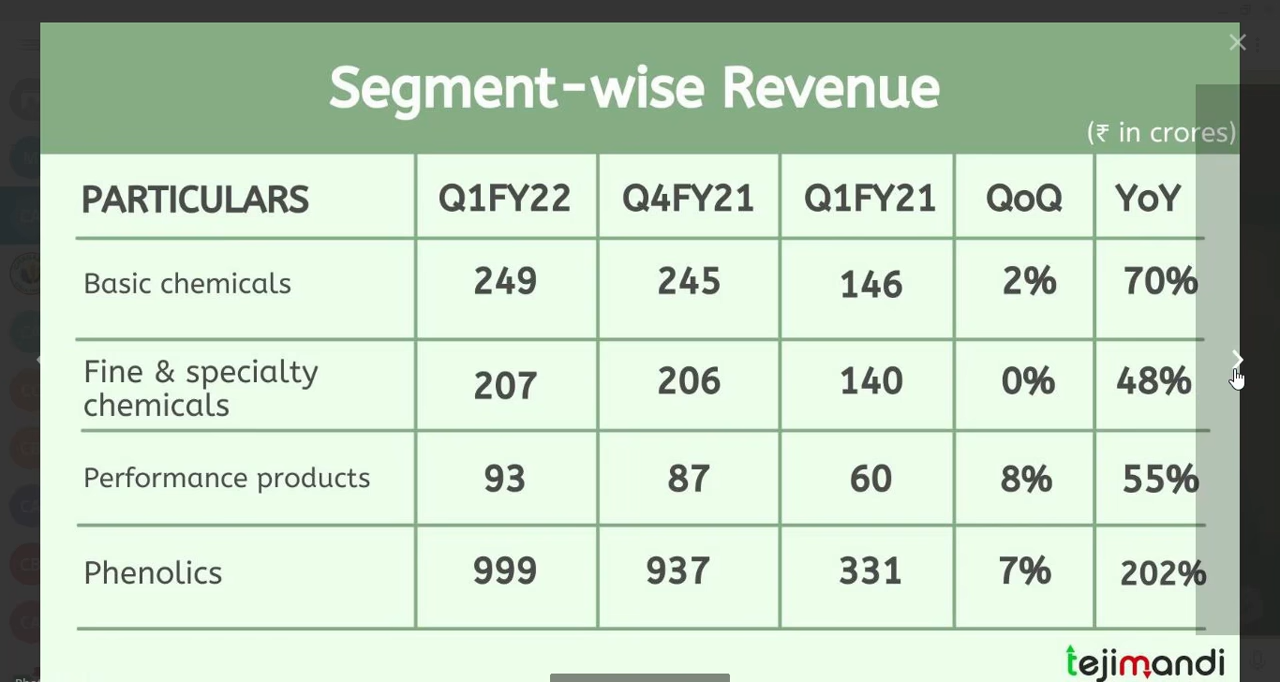 Segment-wise Revenue
(₹ in crores)
PARTICULARS Q1FY22 Q4FY21 Q1FY21 QoQ YoY
Basic chemicals 249 245 146 2% 70%
Fine & specialty
chemicals 207 206 140 0% 48%
Performance products 93 87 60 8% 55%
Phenolics 999 937 331 7% 202%
tejimandi